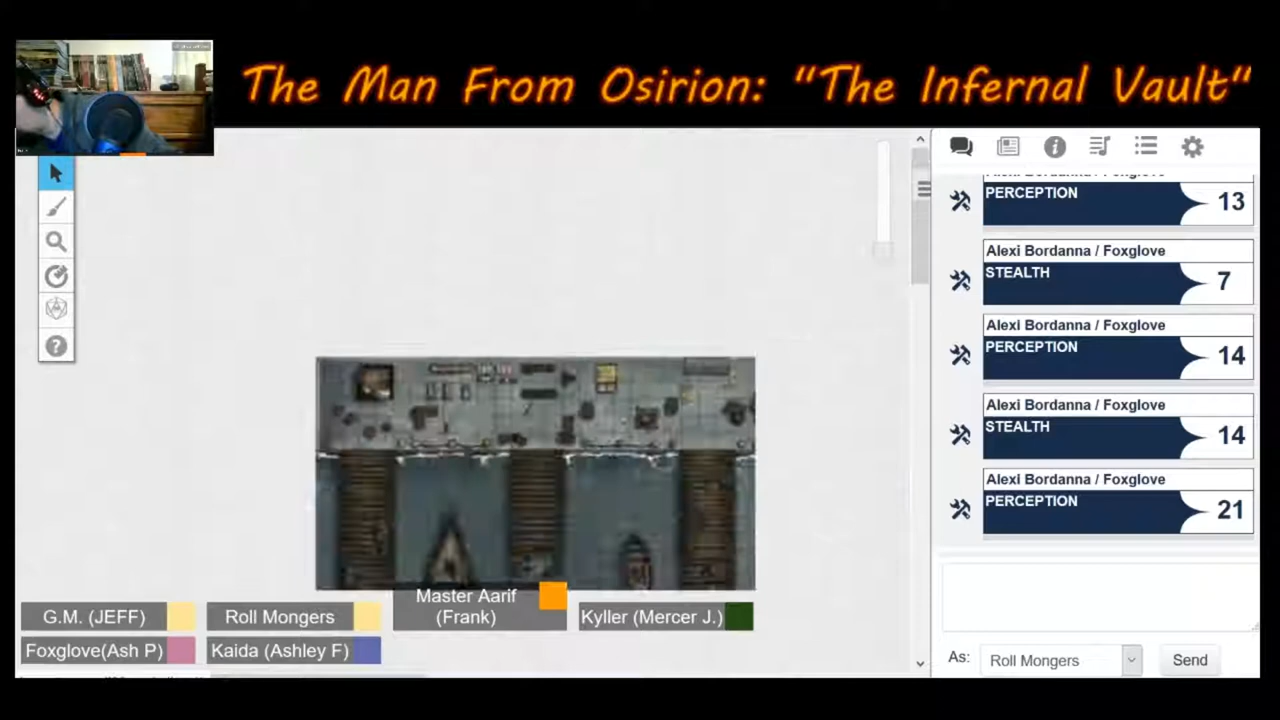 The Man From Osirion: "The Infernal Vault"
PERCEPTION
13
Alexi Bordanna / Foxglove
STEALTH
7
Alexi Bordanna / Foxglove
PERCEPTION
14
Alexi Bordanna / Foxglove
STEALTH
14
Alexi Bordanna / Foxglove
PERCEPTION
21
G.M. (JEFF)
Roll Mongers
Master Aarif
(Frank)
Kyller (Mercer J.)
Foxglove(Ash P)
Kaida (Ashley F)
As:
Roll Mongers
Send